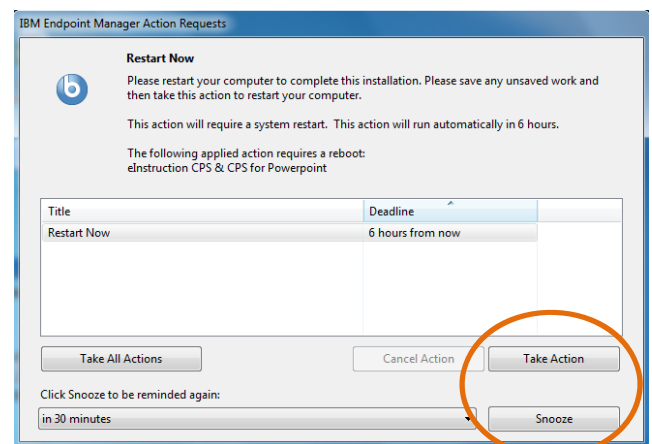 IBM Endpoint Manager Action Requests
Restart Now
Please restart your computer to complete this installation. Please save any unsaved work and
then take this action to restart your computer.
This action will require a system restart.  This action will run automatically in 6 hours.
The following applied action requires a reboot:
eInstruction CPS & CPS for Powerpoint
Title Deadline
Restart Now 6 hours from now
Take All Actions Cancel Action Take Action
Click Snooze to be reminded again:
in 30 minutes Snooze